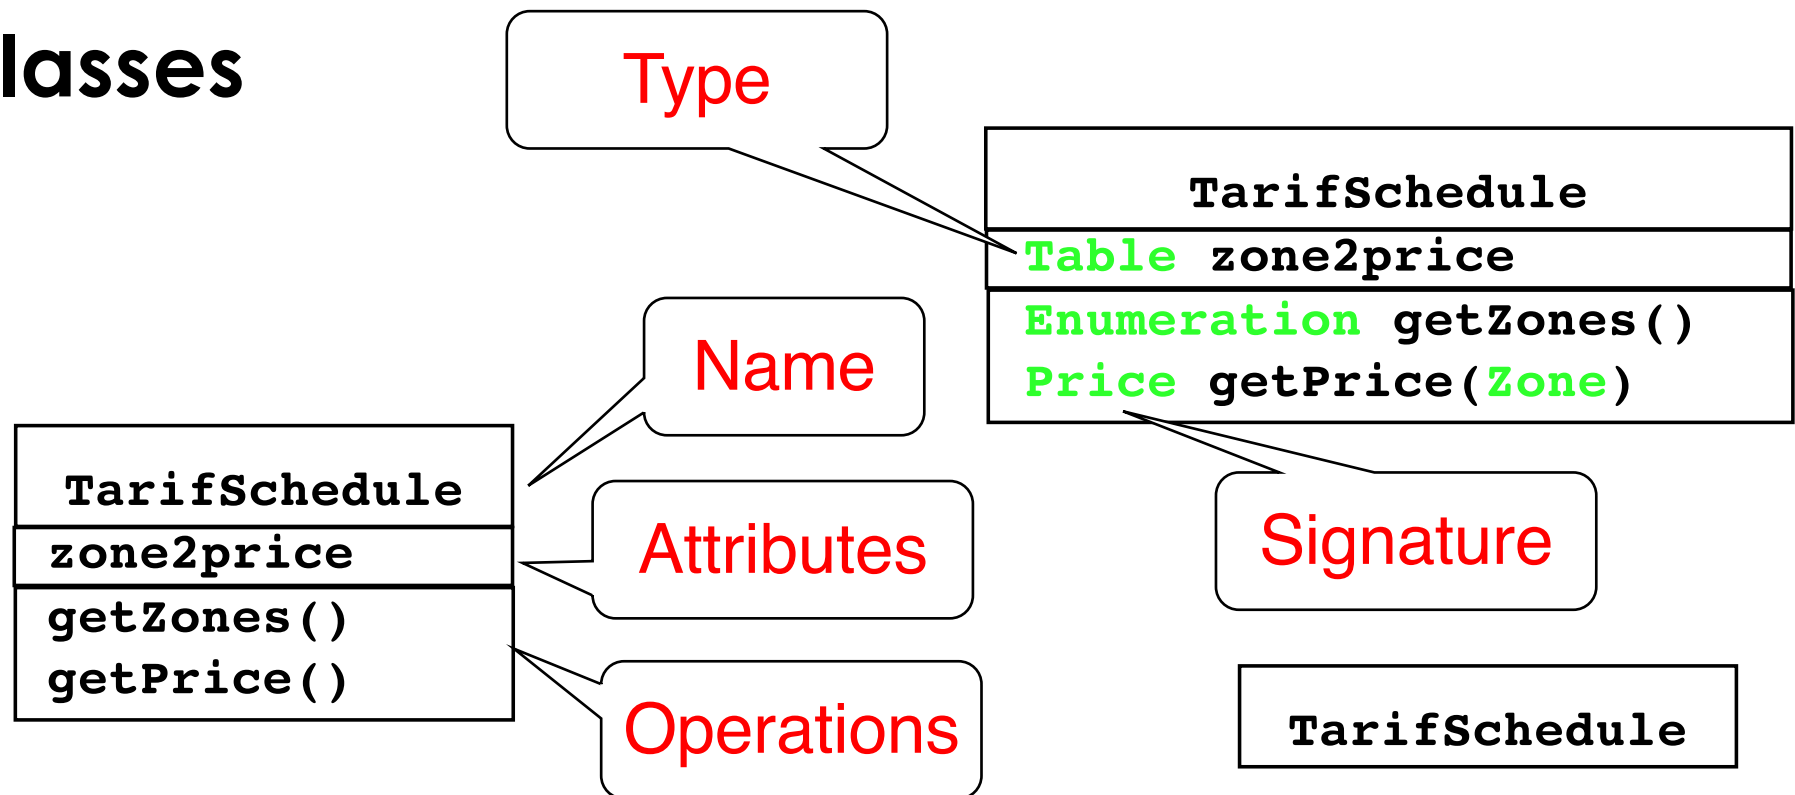 lasses
Type
TarifSchedule
Table zone2price
Enumeration getZones()
Price getPrice(Zone)
Name
TarifSchedule
zone2price
getZones()
getPrice()
Attributes
Operations
Signature
TarifSchedule